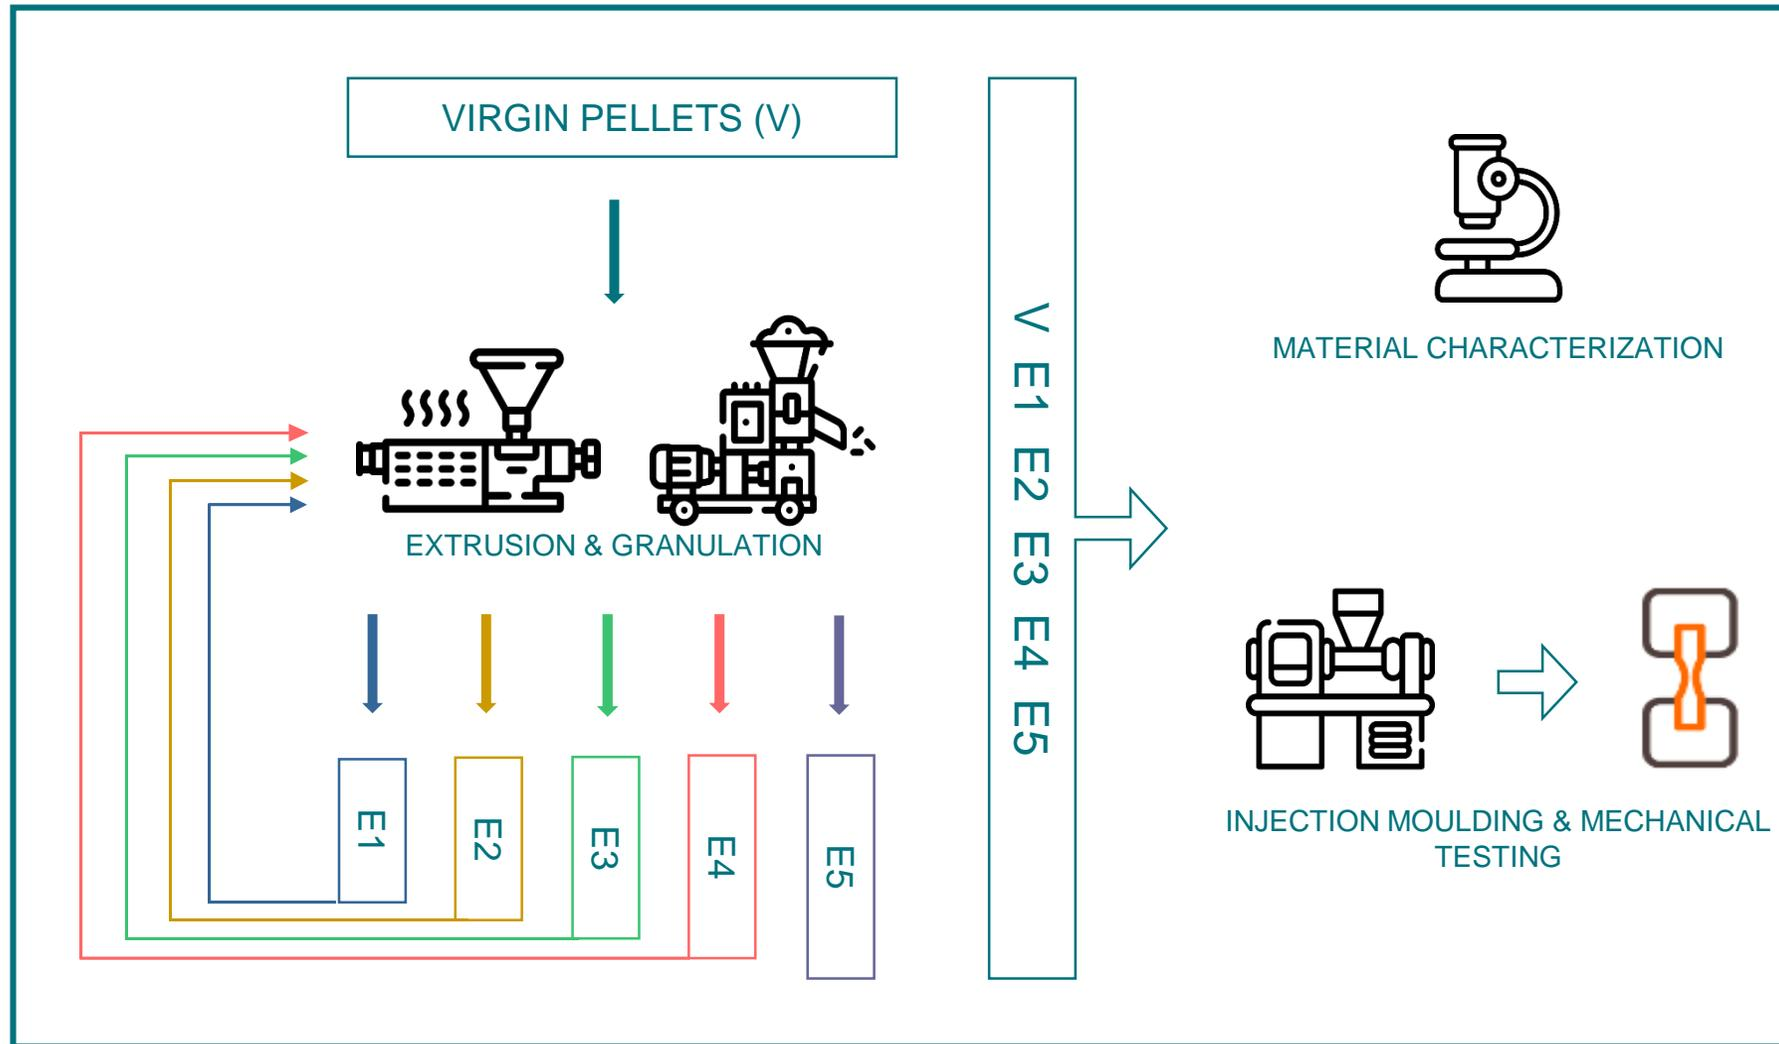 VIRGIN PELLETS (V)
EXTRUSION & GRANULATION
E1
E2
E3
E4
E5
V E1 E2 E3 E4 E5
MATERIAL CHARACTERIZATION
INJECTION MOULDING & MECHANICAL
TESTING